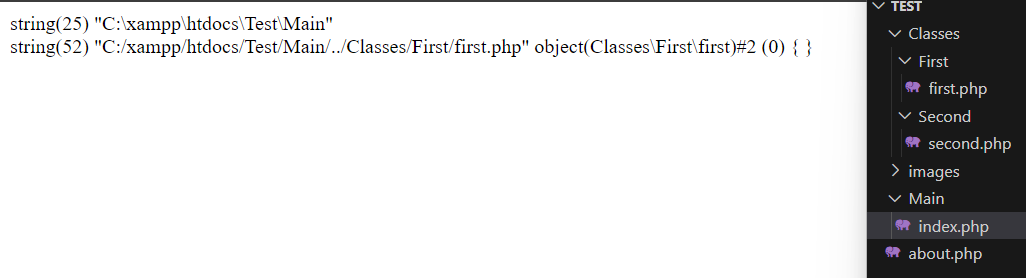 string(25) "C:\xampp\htdocs\Test\Main"
string(52) "C:/xampp/htdocs/Test/Main/../Classes/First/first.php" object(Classes\First\first)#2 (0) { }
TEST
Classes
First
first.php
Second
second.php
images
Main
index.php
about.php